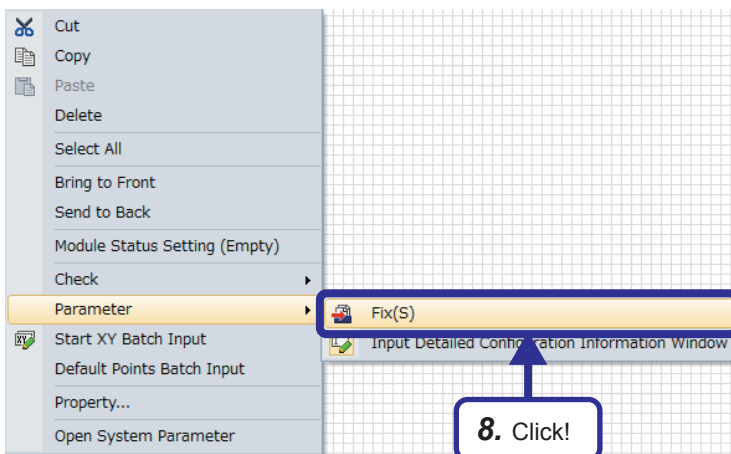 Cut
Copy
Paste
Delete
Select All
Bring to Front
Send to Back
Module Status Setting (Empty)
Check
Parameter
Fix(S)
Start XY Batch Input
Input Detailed Configuration Information Window
Default Points Batch Input
Property...
Open System Parameter
8. Click!